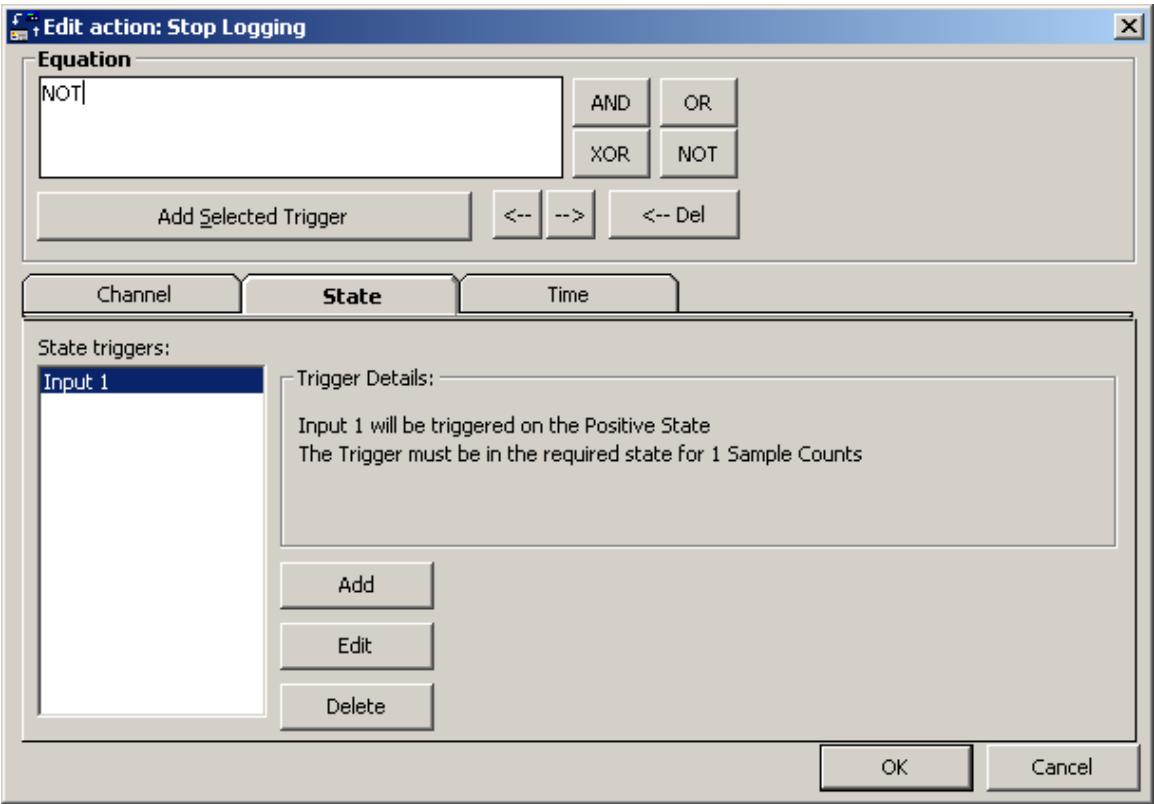 Edit action: Stop Logging
Equation
NOT
AND
OR
XOR
NOT
Add Selected Trigger
<--
-->
<-- Del
Channel
State
Time
State triggers:
Input 1
Trigger Details:
Input 1 will be triggered on the Positive State
The Trigger must be in the required state for 1 Sample Counts
Add
Edit
Delete
OK
Cancel